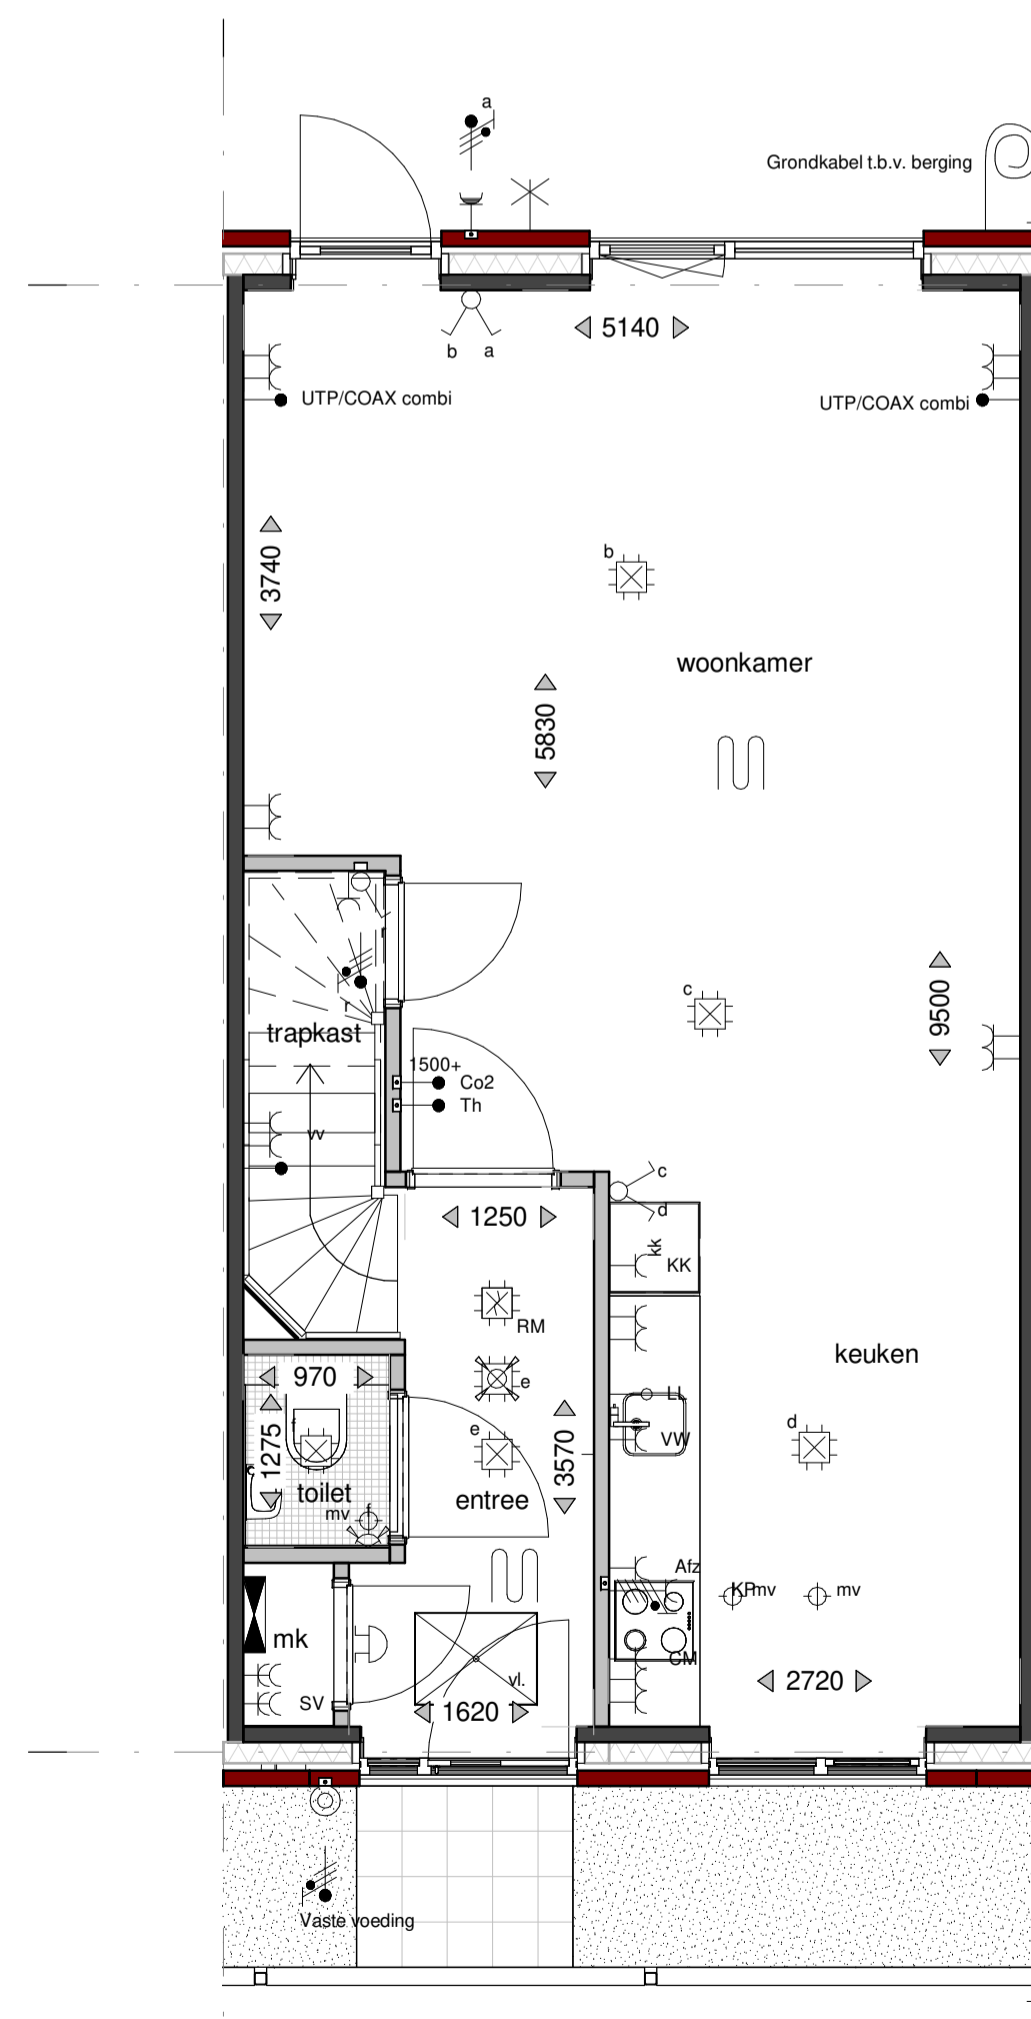 a
Grondkabel t.b.v. berging
5140
b
a
UTP/COAX combi
UTP/COAX combi
3740
b
woonkamer
5830
c
9500
r
trapkast
1500+
Co2
Th
vv
c
d
1250
kk
KK
RM
keuken
970
e
LL
f
1275
e
3570
VW
d
c
toilet
entree
mv
f
Afz
KP
mv
mv
mk
CM
vl.
2720
SV
1620
Vaste voeding